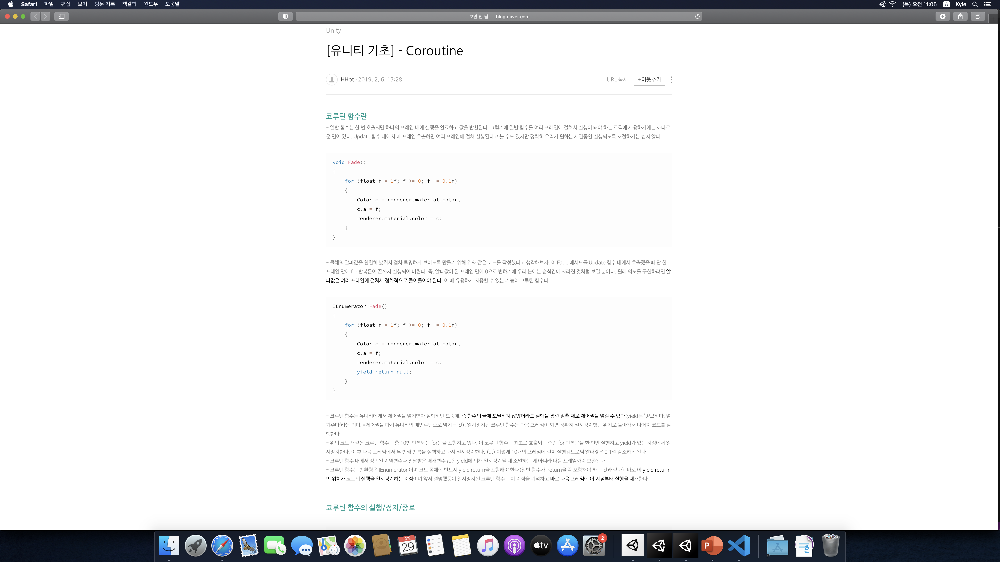 Safari 파일 편집 보기 방문 기록 책갈피 윈도우 도움말 (목) 오전 11:05 A Kyle
보안 안 됨 — blog.naver.com
Unity
[유니티 기초] - Coroutine
HHot · 2019. 2. 6. 17:28 URL 복사 +이웃추가
코루틴 함수란
- 일반 함수는 한 번 호출되면 하나의 프레임 내에 실행을 완료하고 값을 반환한다. 그렇기에 일반 함수를 여러 프레임에 걸쳐서 실행이 돼야 하는 로직에 사용하기에는 까다로
운 면이 있다. Update 함수 내에서 매 프레임 호출하면 여러 프레임에 걸쳐 실행된다고 볼 수도 있지만 정확히 우리가 원하는 시간동안 실행되도록 조절하기는 쉽지 않다.
void Fade()
{
    for (float f = 1f; f >= 0; f -= 0.1f)
    {
        Color c = renderer.material.color;
        c.a = f;
        renderer.material.color = c;
    }
}
- 물체의 알파값을 천천히 낮춰서 점차 투명하게 보이도록 만들기 위해 위와 같은 코드를 작성했다고 생각해보자. 이 Fade 메서드를 Update 함수 내에서 호출했을 때 단 한
프레임 만에 for 반복문이 끝까지 실행되어 버린다. 즉, 알파값이 한 프레임 만에 0으로 변하기에 우리 눈에는 순식간에 사라진 것처럼 보일 뿐이다. 원래 의도를 구현하려면 알
파값은 여러 프레임에 걸쳐서 점차적으로 줄어들어야 한다. 이 때 유용하게 사용할 수 있는 기능이 코루틴 함수다
IEnumerator Fade()
{
    for (float f = 1f; f >= 0; f -= 0.1f)
    {
        Color c = renderer.material.color;
        c.a = f;
        renderer.material.color = c;
        yield return null;
    }
}
- 코루틴 함수는 유니티에게서 제어권을 넘겨받아 실행하던 도중에, 즉 함수의 끝에 도달하지 않았더라도 실행을 잠깐 멈춘 채로 제어권을 넘길 수 있다(yield는 '양보하다, 넘
겨주다'라는 의미. =제어권을 다시 유니티의 메인루틴으로 넘기는 것). 일시정지된 코루틴 함수는 다음 프레임이 되면 정확히 일시정지했던 위치로 돌아가서 나머지 코드를 실
행한다
- 위의 코드와 같은 코루틴 함수는 총 10번 반복되는 for문을 포함하고 있다. 이 코루틴 함수는 최초로 호출되는 순간 for 반복문을 한 번만 실행하고 yield가 있는 지점에서 일
시정지한다. 이 후 다음 프레임에서 두 번째 반복을 실행하고 다시 일시정지한다. (...) 이렇게 10개의 프레임에 걸쳐 실행됨으로써 알파값은 0.1씩 감소하게 된다
- 코루틴 함수 내에서 정의된 지역변수나 전달받은 매개변수 값은 yield에 의해 일시정지될 때 소멸하는 게 아니라 다음 프레임까지 보존된다
- 코루틴 함수는 반환형은 IEnumerator 이며 코드 몸체에 반드시 yield return을 포함해야 한다(일반 함수가  return을 꼭 포함해야 하는 것과 같다). 바로 이 yield return
의 위치가 코드의 실행을 일시정지하는 지점이며 앞서 설명했듯이 일시정지된 코루틴 함수는 이 지점을 기억하고 바로 다음 프레임에 이 지점부터 실행을 재개한다
코루틴 함수의 실행/정지/종료
3D
10월
29
tv
2
P
한